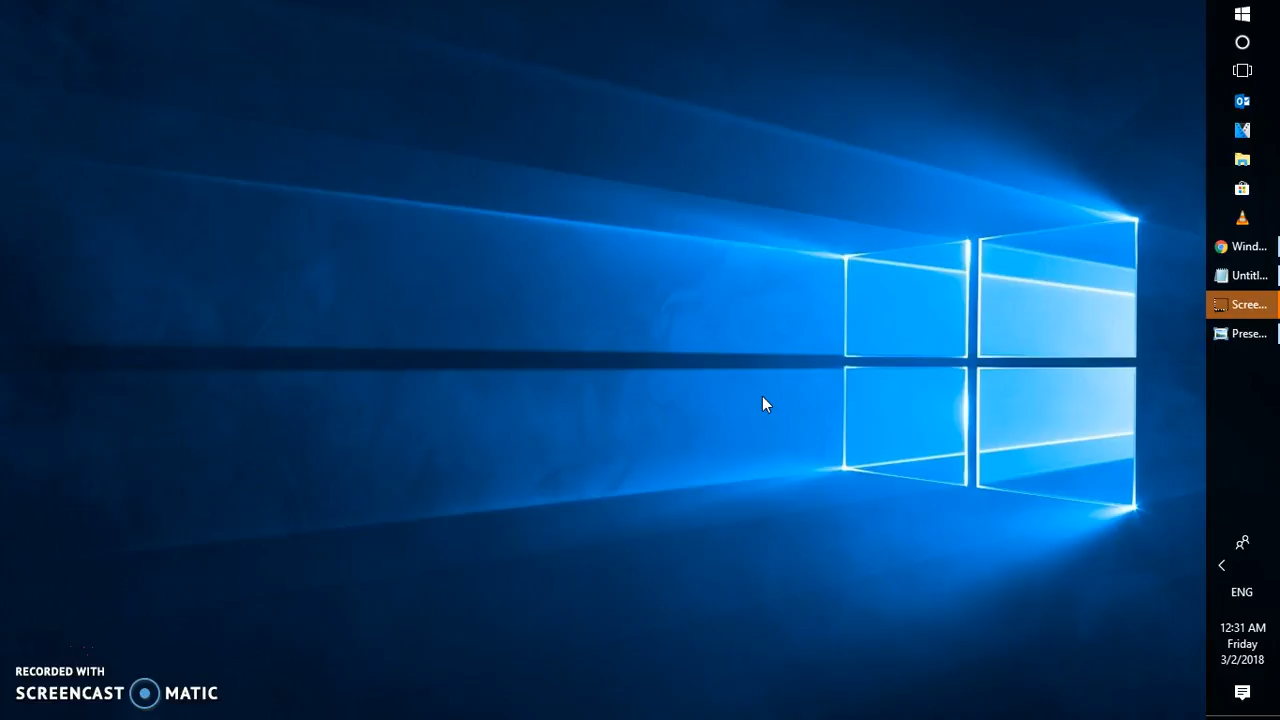 Wind...
Untitl...
Scree...
Prese...
ENG
12:31 AM
Friday
3/2/2018
RECORDED WITH
SCREENCAST MATIC